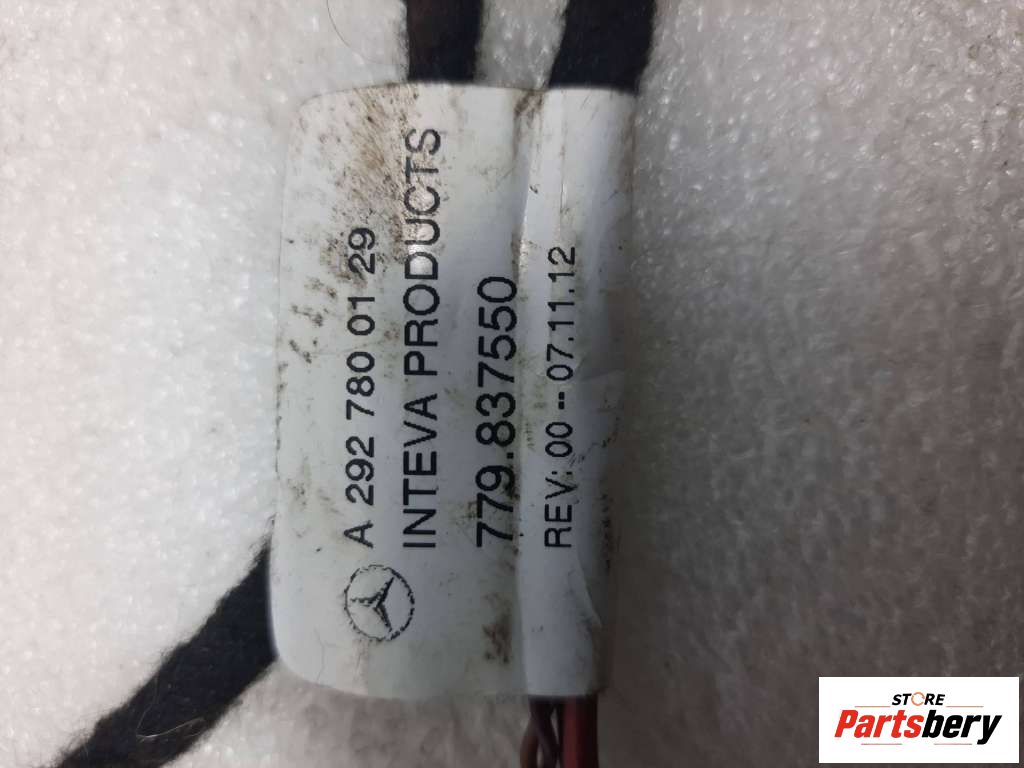 A 292 780 01 29
INTEVA PRODUCTS
779.837550
REV: 00 -- 07.11.12
STORE
Partsbery